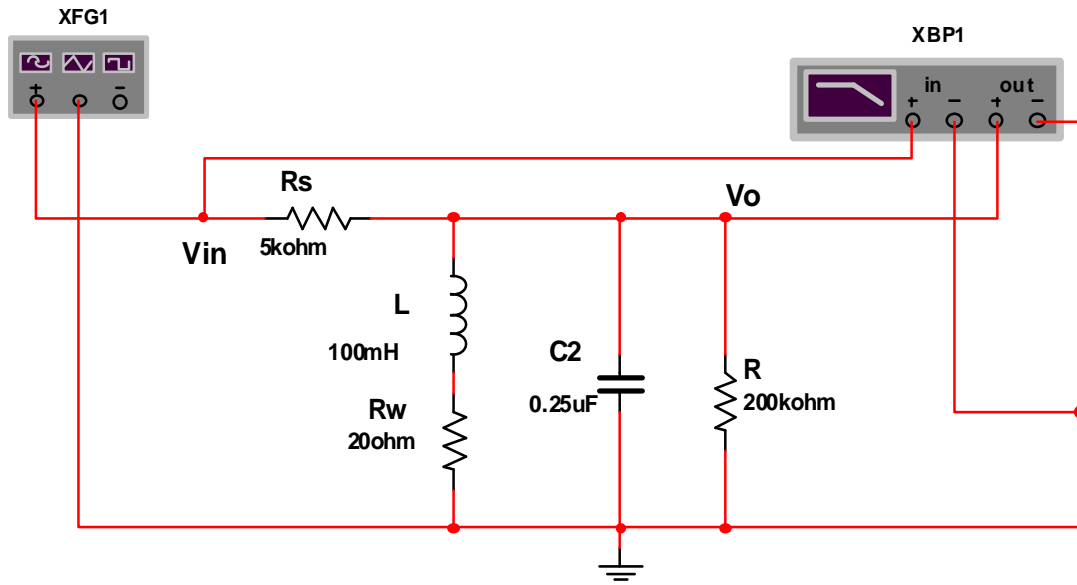 XFG1
XBP1
in out
+ -
+ - + -
Rs
Vo
Vin
5kohm
L
100mH
C2
R
0.25uF
200kohm
Rw
20ohm